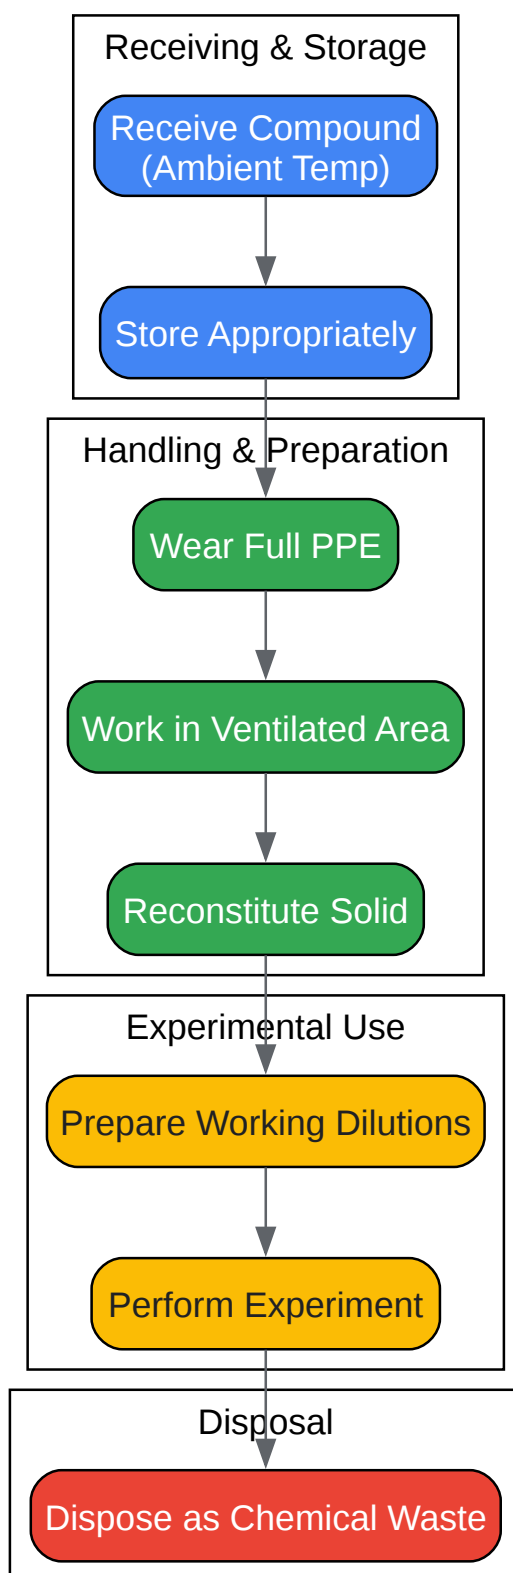 Receiving & Storage
Receive Compound
(Ambient Temp)
Store Appropriately
Handling & Preparation
Wear Full PPE
Work in Ventilated Area
Reconstitute Solid
Experimental Use
Prepare Working Dilutions
Perform Experiment
Disposal
Dispose as Chemical Waste